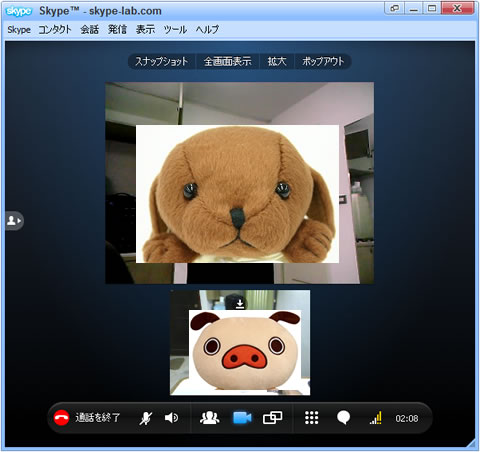 skype Skype™ - skype-lab.com
Skype コンタクト 会話 発信 表示 ツール ヘルプ
スナップショット 全画面表示 拡大 ポップアウト
通話を終了 02:08